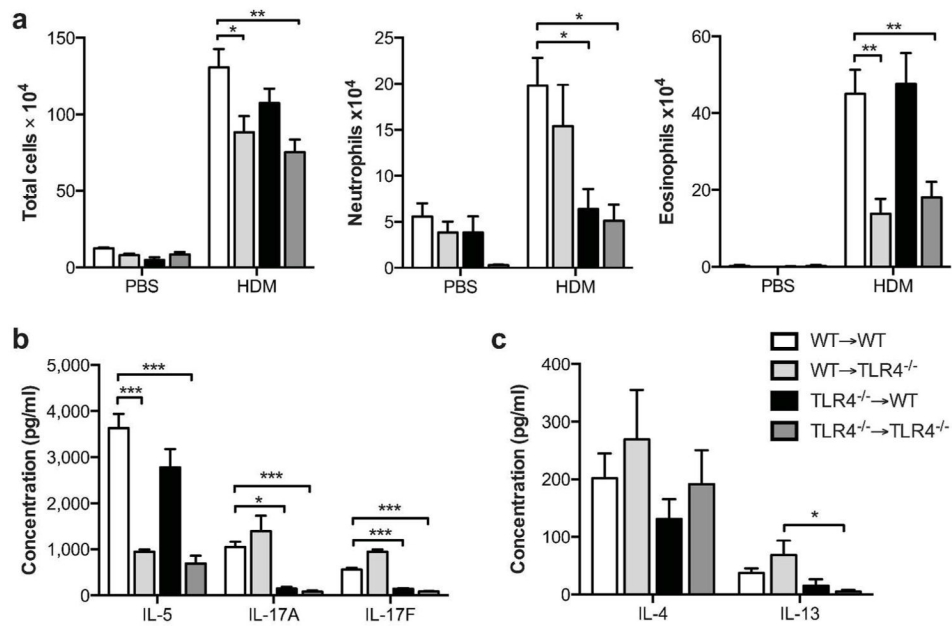 a
Total cells × 10⁴
150
100
50
0
PBS
HDM
*
**
Neutrophils x10⁴
25
20
15
10
5
0
PBS
HDM
*
*
Eosinophils x10⁴
60
40
20
0
PBS
HDM
**
**
b
Concentration (pg/ml)
5,000
4,000
3,000
2,000
1,000
0
IL-5
IL-17A
IL-17F
***
***
***
*
***
***
c
Concentration (pg/ml)
400
300
200
100
0
IL-4
IL-13
*
WT→WT
WT→TLR4⁻/⁻
TLR4⁻/⁻→WT
TLR4⁻/⁻→TLR4⁻/⁻